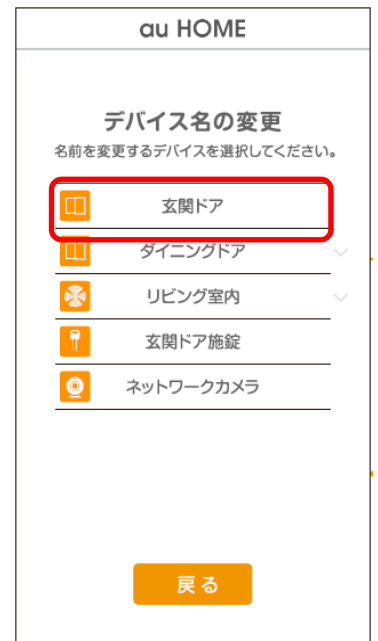 au HOME
デバイス名の変更
名前を変更するデバイスを選択してください。
玄関ドア
ダイニングドア
リビング室内
玄関ドア施錠
ネットワークカメラ
戻る